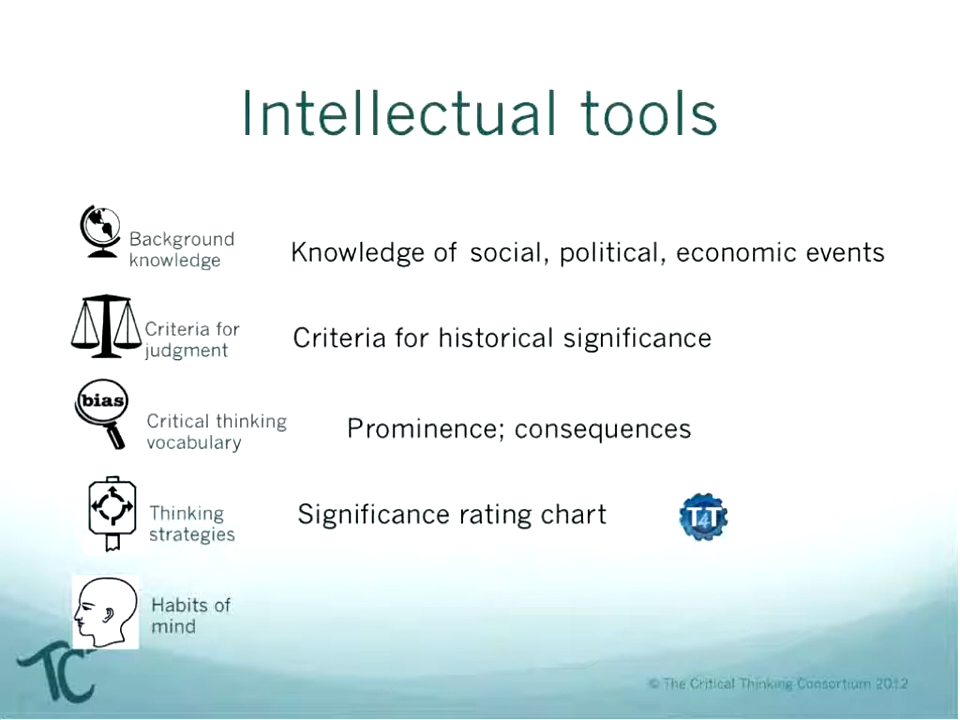 Intellectual tools
Background
knowledge
Knowledge of social, political, economic events
Criteria for
judgment
Criteria for historical significance
bias
Critical thinking
vocabulary
Prominence; consequences
Thinking
strategies
Significance rating chart
T4T
Habits of
mind
TC
© The Critical Thinking Consortium 2012